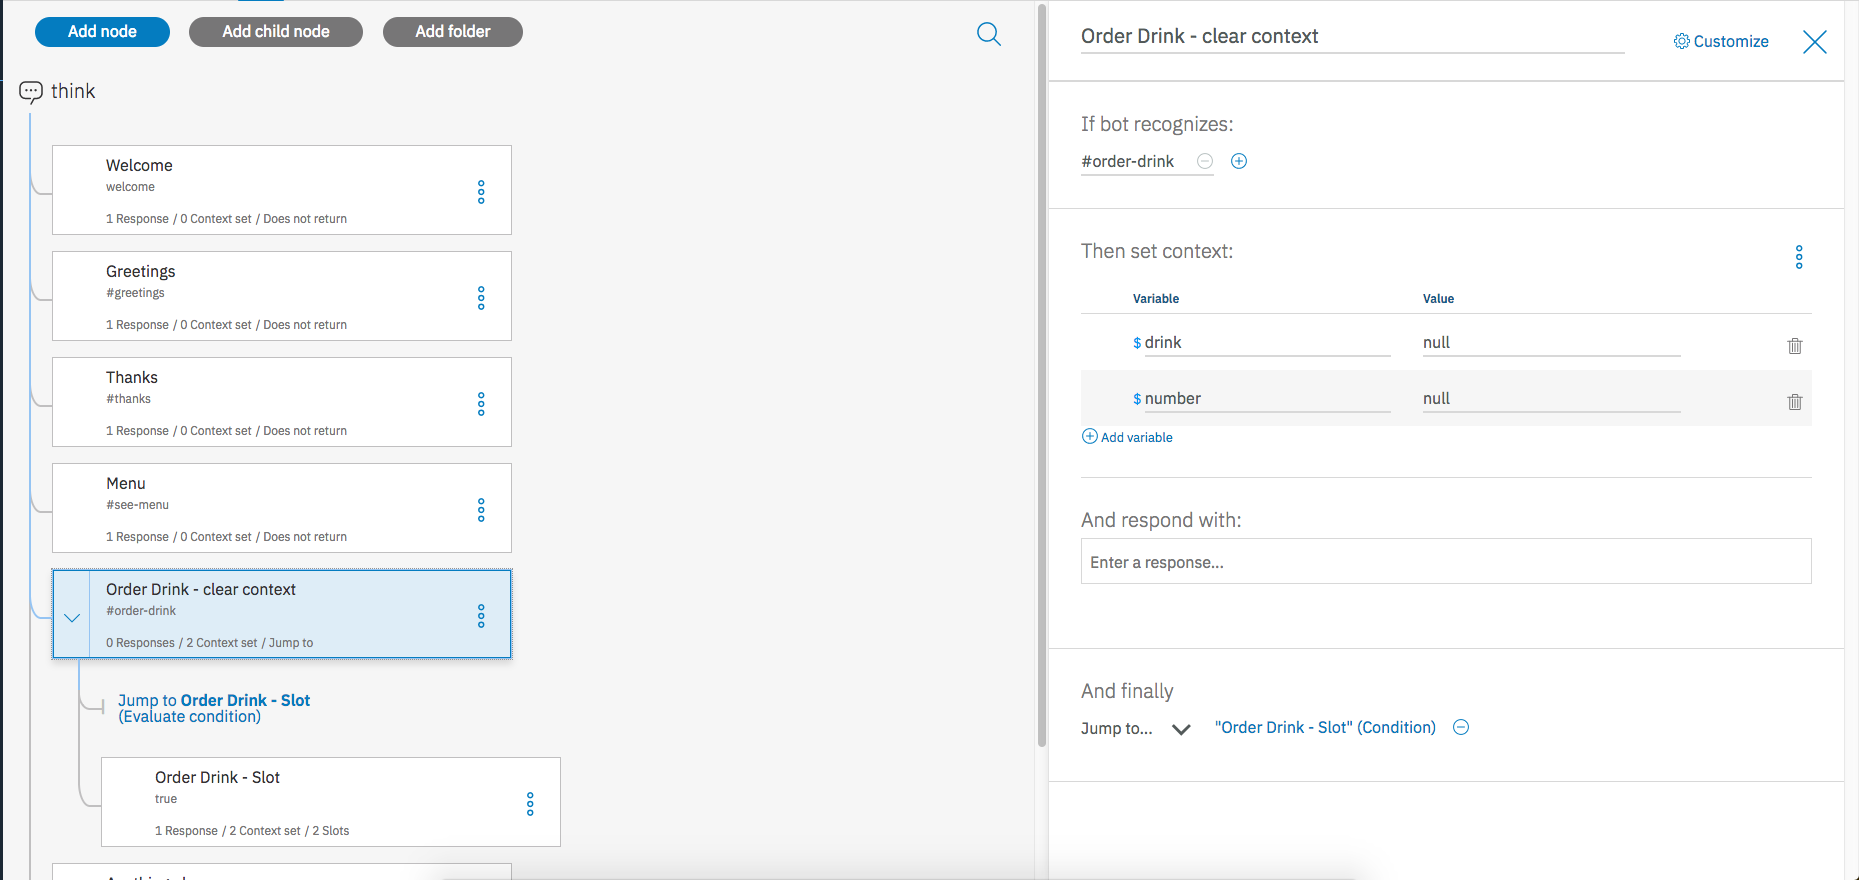 Add node
Add child node
Add folder
think
Welcome
welcome
1 Response / 0 Context set / Does not return
Greetings
#greetings
1 Response / 0 Context set / Does not return
Thanks
#thanks
1 Response / 0 Context set / Does not return
Menu
#see-menu
1 Response / 0 Context set / Does not return
Order Drink - clear context
#order-drink
0 Responses / 2 Context set / Jump to
Jump to Order Drink - Slot
(Evaluate condition)
Order Drink - Slot
true
1 Response / 2 Context set / 2 Slots
Order Drink - clear context
Customize
If bot recognizes:
#order-drink
Then set context:
Variable
Value
$ drink
null
$ number
null
Add variable
And respond with:
Enter a response...
And finally
Jump to...
"Order Drink - Slot" (Condition)